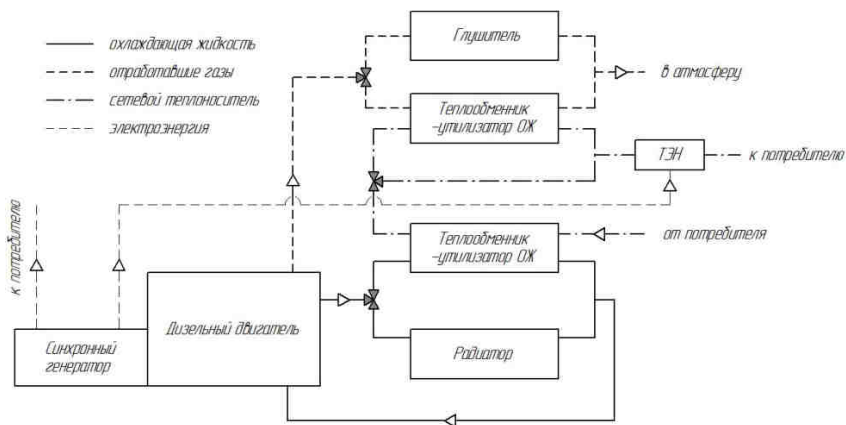 охлаждающая жидкость
отработавшие газы
сетевой теплоноситель
электроэнергия
Глушитель
в атмосферу
Теплообменник
-утилизатор ОЖ
ТЭН
к потребителю
к потребителю
Теплообменник
-утилизатор ОЖ
от потребителя
Дизельный двигатель
Синхронный
генератор
Радиатор